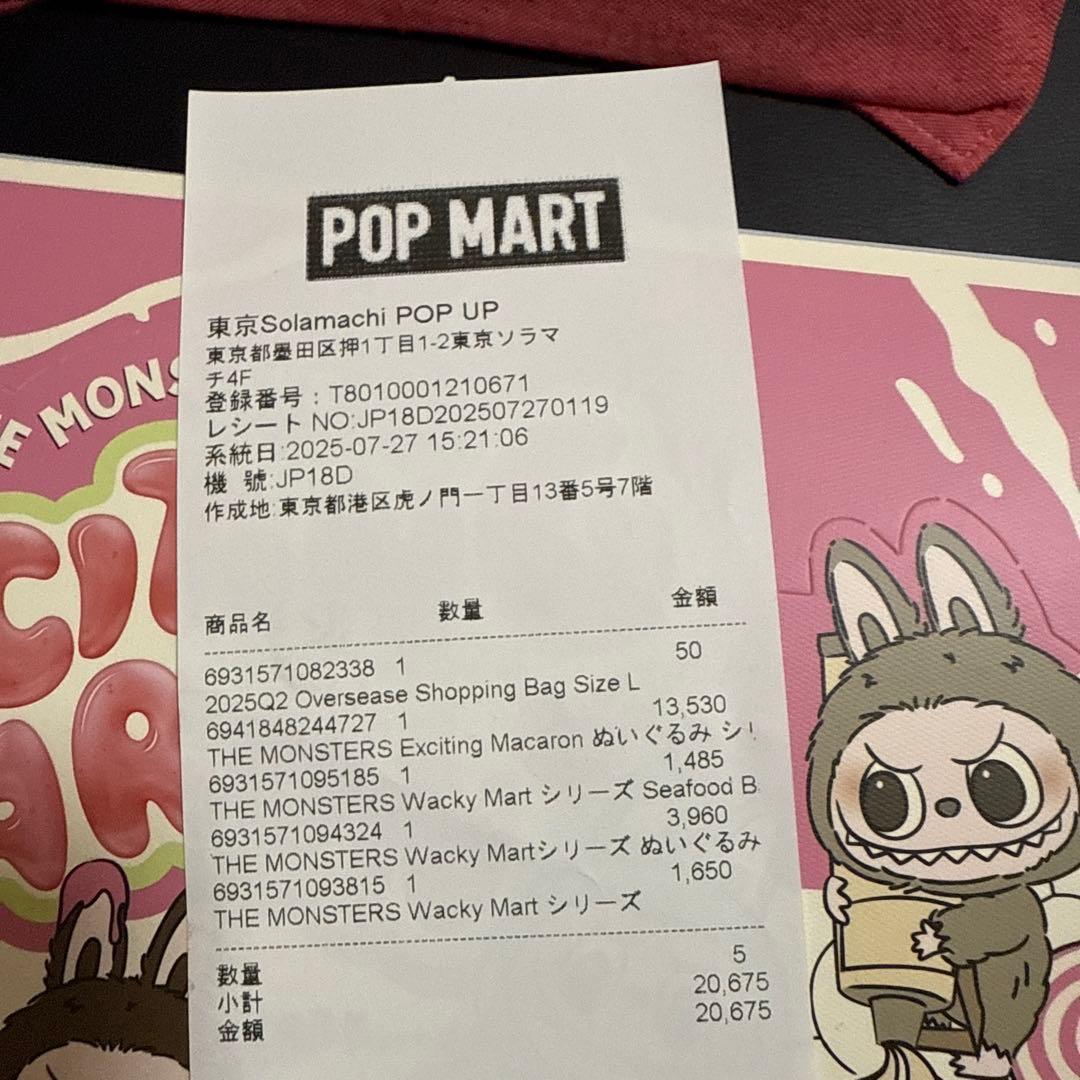 POP MART
東京Solamachi POP UP
東京都墨田区押1丁目1-2東京ソラマ
チ4F
登録番号：T8010001210671
レシート NO:JP18D202507270119
系統日:2025-07-27 15:21:06
機 號:JP18D
作成地:東京都港区虎ノ門一丁目13番5号7階
商品名 数量 金額
6931571082338 1 50
2025Q2 Oversease Shopping Bag Size L
6941848244727 1 13,530
THE MONSTERS Exciting Macaron ぬいぐるみ シリ
6931571095185 1 1,485
THE MONSTERS Wacky Mart シリーズ Seafood B
6931571094324 1 3,960
THE MONSTERS Wacky Martシリーズ ぬいぐるみ
6931571093815 1 1,650
THE MONSTERS Wacky Mart シリーズ
数量 5
小計 20,675
金額 20,675
E MONS
CIT
AR